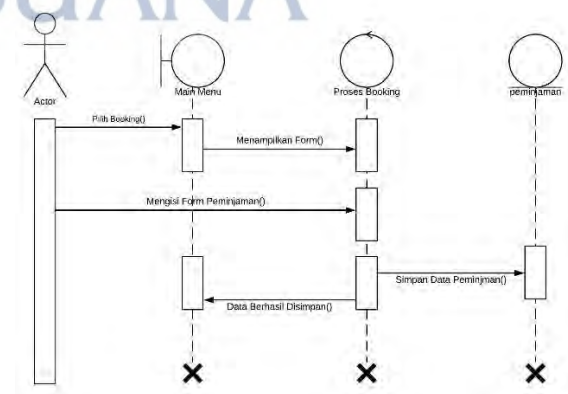 Actor
Main Menu
Proses Booking
peminjaman
Pilih Booking()
Menampilkan Form()
Mengisi Form Peminjaman()
Simpan Data Peminjman()
Data Berhasil Disimpan()